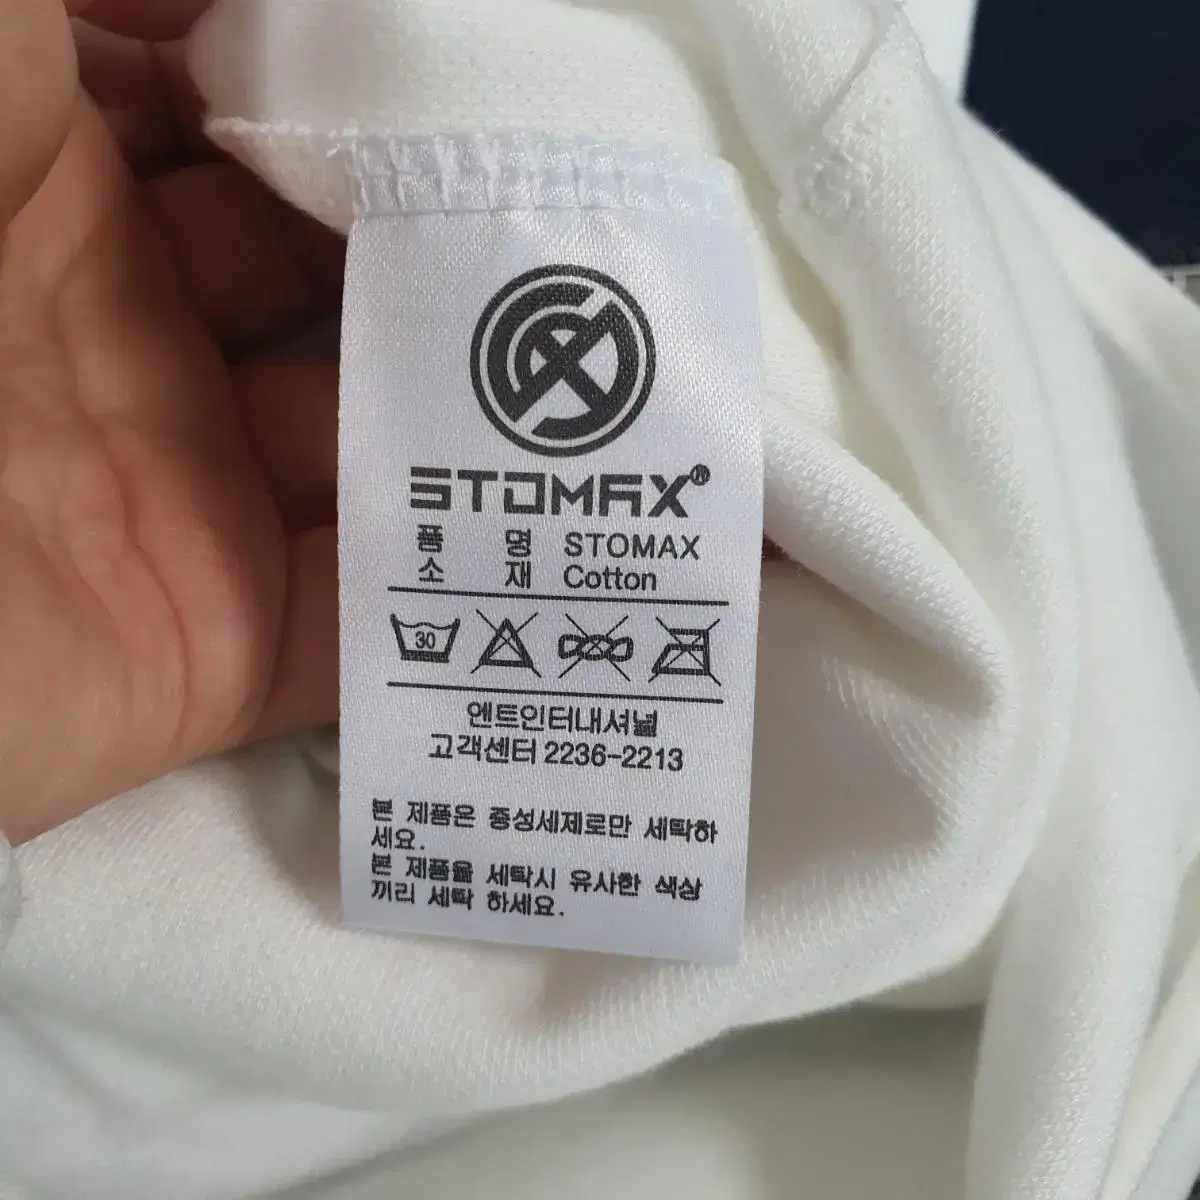 STOMAX®
품 명 STOMAX
소 재 Cotton
30
엔트인터내셔널
고객센터 2236-2213
본 제품은 중성세제로만 세탁하
세요.
본 제품을 세탁시 유사한 색상
끼리 세탁 하세요.